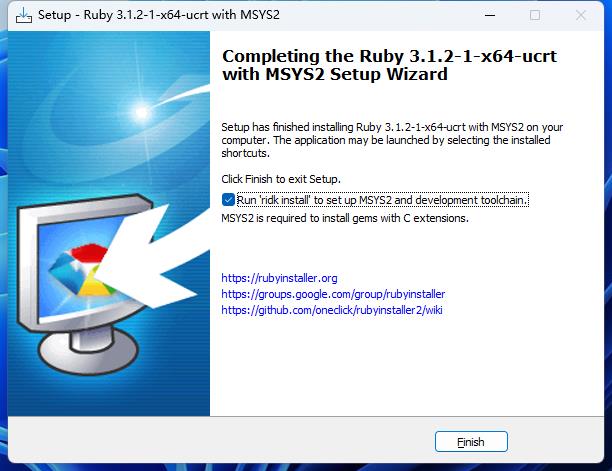 Setup - Ruby 3.1.2-1-x64-ucrt with MSYS2
Completing the Ruby 3.1.2-1-x64-ucrt
with MSYS2 Setup Wizard
Setup has finished installing Ruby 3.1.2-1-x64-ucrt with MSYS2 on your
computer. The application may be launched by selecting the installed
shortcuts.
Click Finish to exit Setup.
Run 'ridk install' to set up MSYS2 and development toolchain.
MSYS2 is required to install gems with C extensions.
https://rubyinstaller.org
https://groups.google.com/group/rubyinstaller
https://github.com/oneclick/rubyinstaller2/wiki
Finish